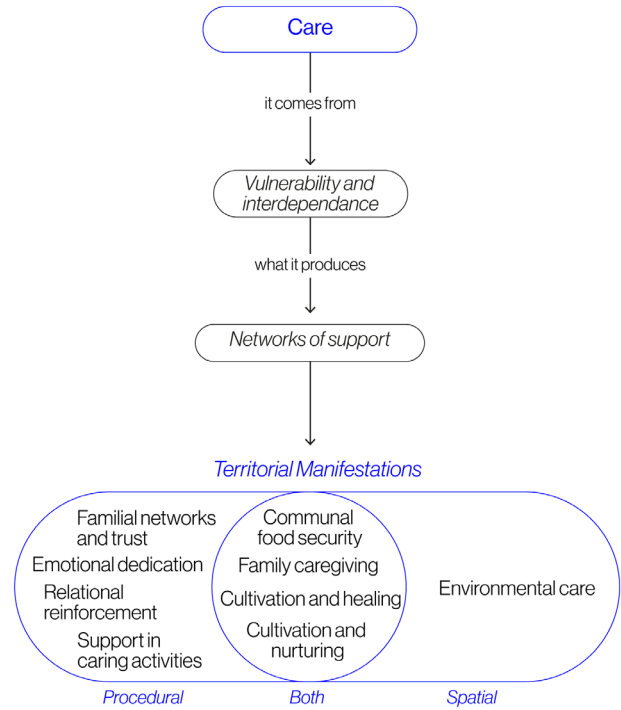 Care
it comes from
Vulnerability and
interdependance
what it produces
Networks of support
Territorial Manifestations
Familial networks
and trust
Emotional dedication
Relational
reinforcement
Support in
caring activities
Communal
food security
Family caregiving
Cultivation and healing
Cultivation and
nurturing
Environmental care
Procedural
Both
Spatial